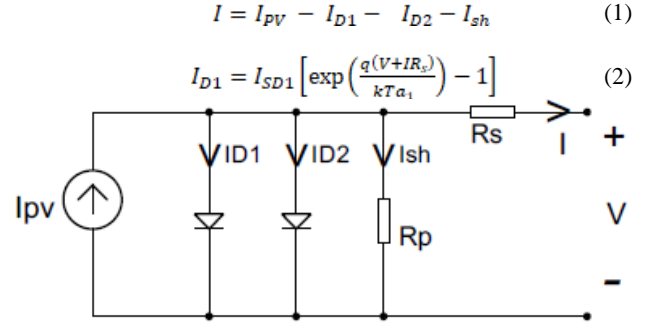 I = I_{PV} − I_{D1} − I_{D2} − I_{sh} (1)
I_{D1} = I_{SD1} [exp(q(V+IR_s)/kTa_1) − 1] (2)
Rs
I
+
ID1 ID2 Ish
Ipv
Rp
V
-